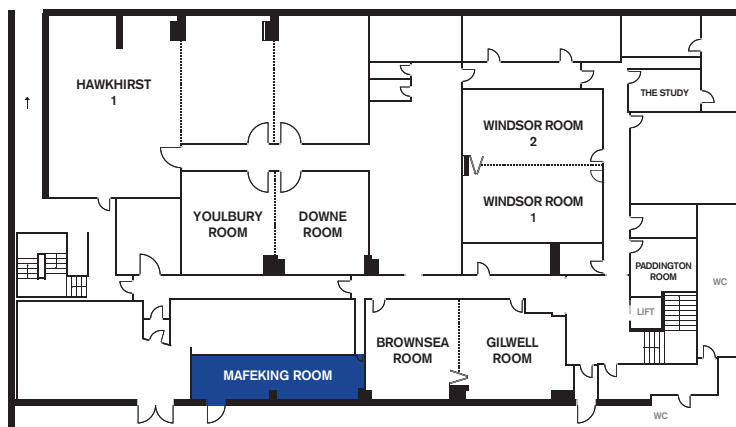 HAWKHIRST
1
THE STUDY
WINDSOR ROOM
2
WINDSOR ROOM
1
YOULBURY
ROOM
DOWNE
ROOM
PADDINGTON
ROOM
WC
LIFT
BROWNSEA
ROOM
GILWELL
ROOM
MAFEKING ROOM
WC